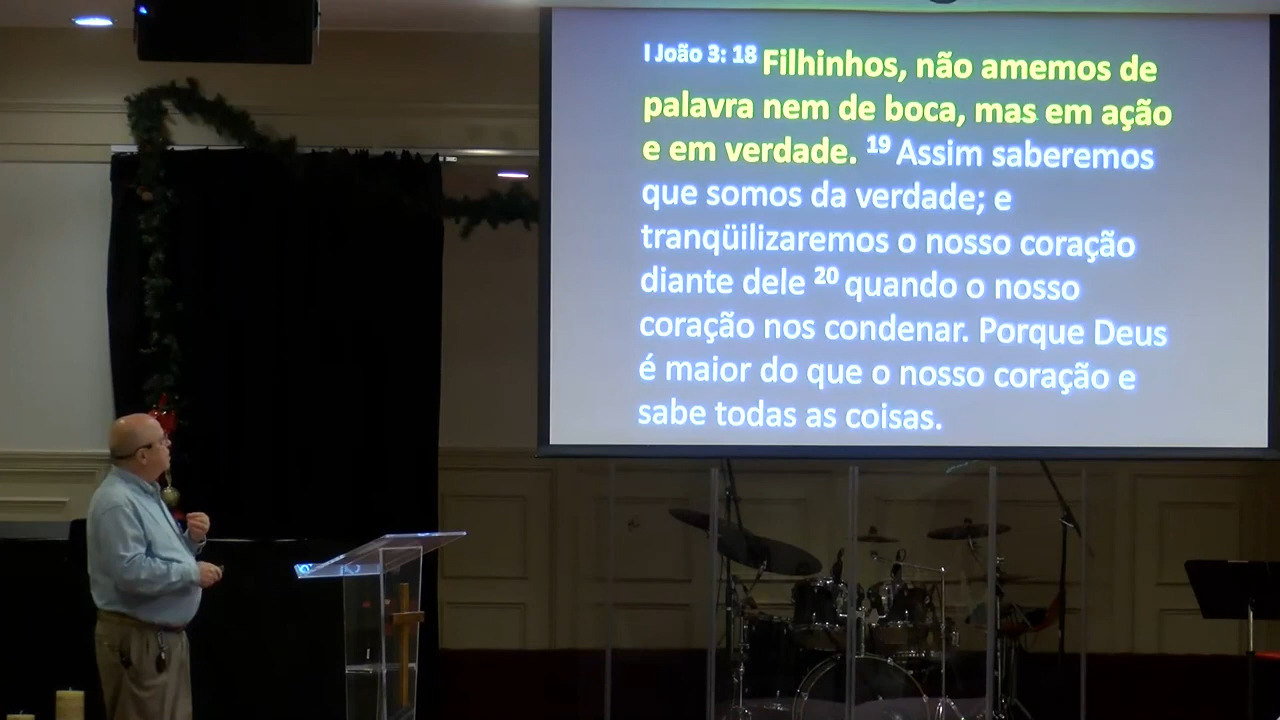 I João 3: 18 Filhinhos, não amemos de
palavra nem de boca, mas em ação
e em verdade. 19 Assim saberemos
que somos da verdade; e
tranqüilizaremos o nosso coração
diante dele 20 quando o nosso
coração nos condenar. Porque Deus
é maior do que o nosso coração e
sabe todas as coisas.